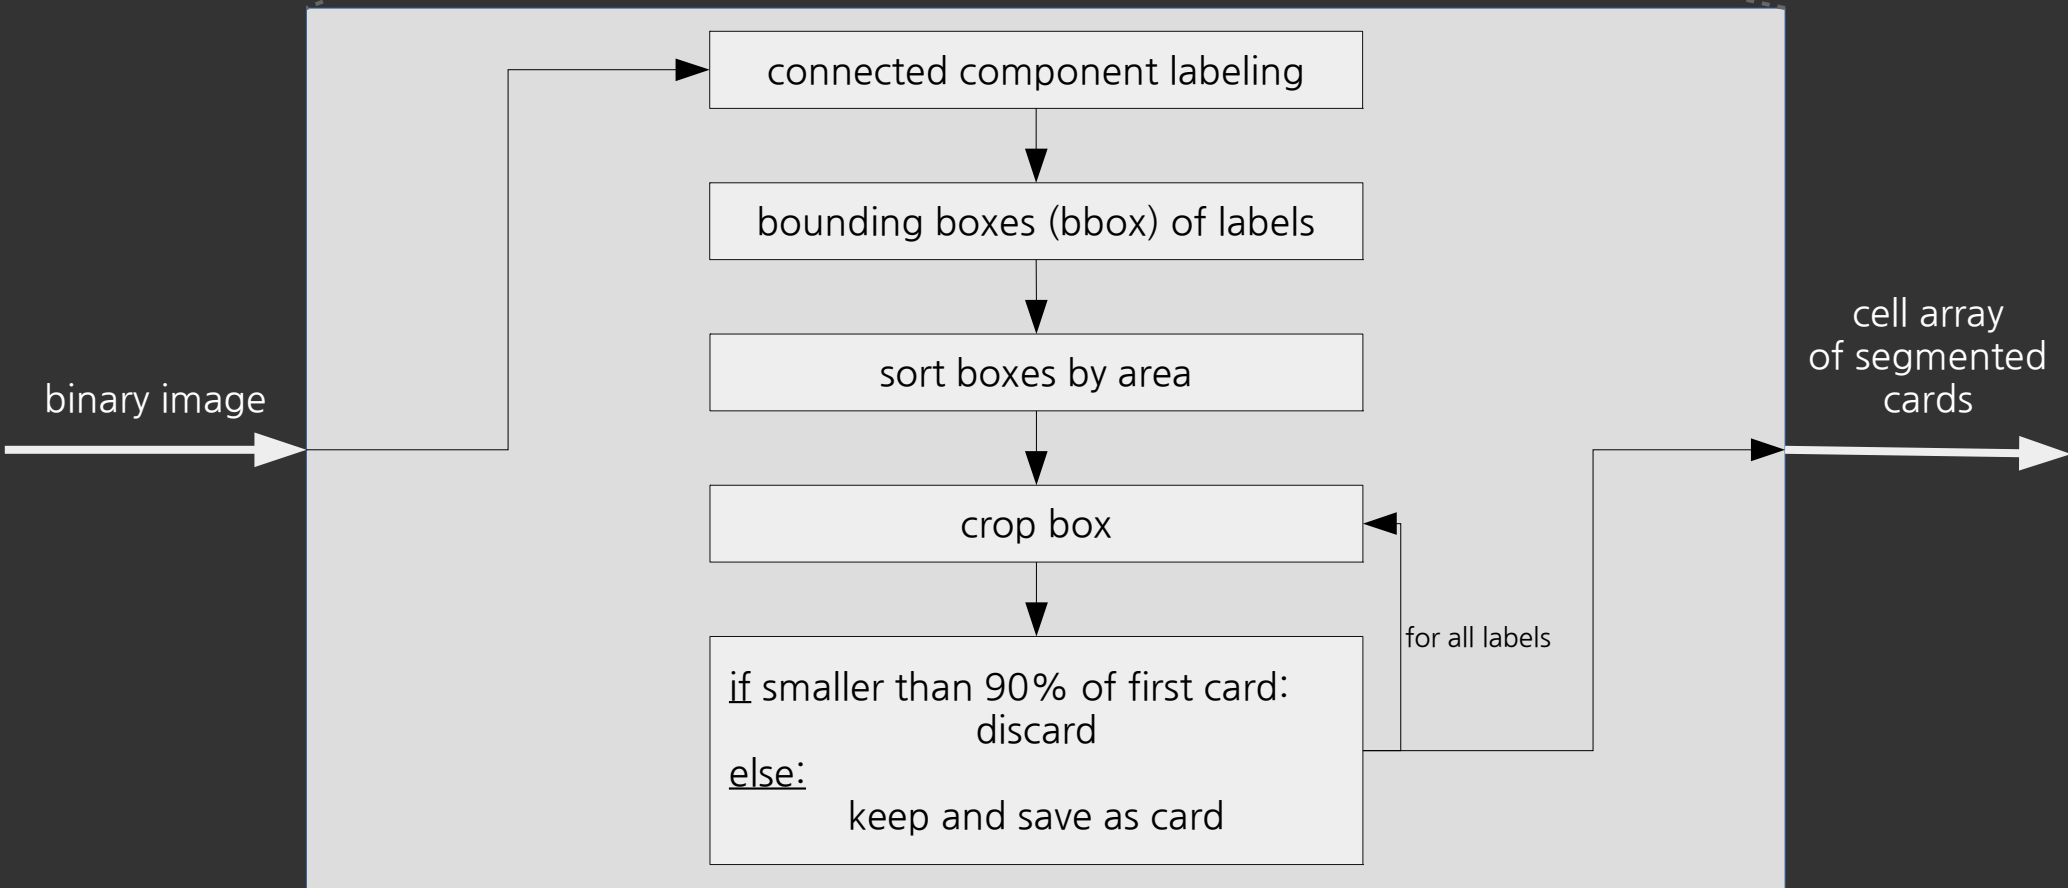 connected component labeling
bounding boxes (bbox) of labels
sort boxes by area
binary image
cell array
of segmented
cards
crop box
for all labels
if smaller than 90% of first card:
discard
else:
keep and save as card